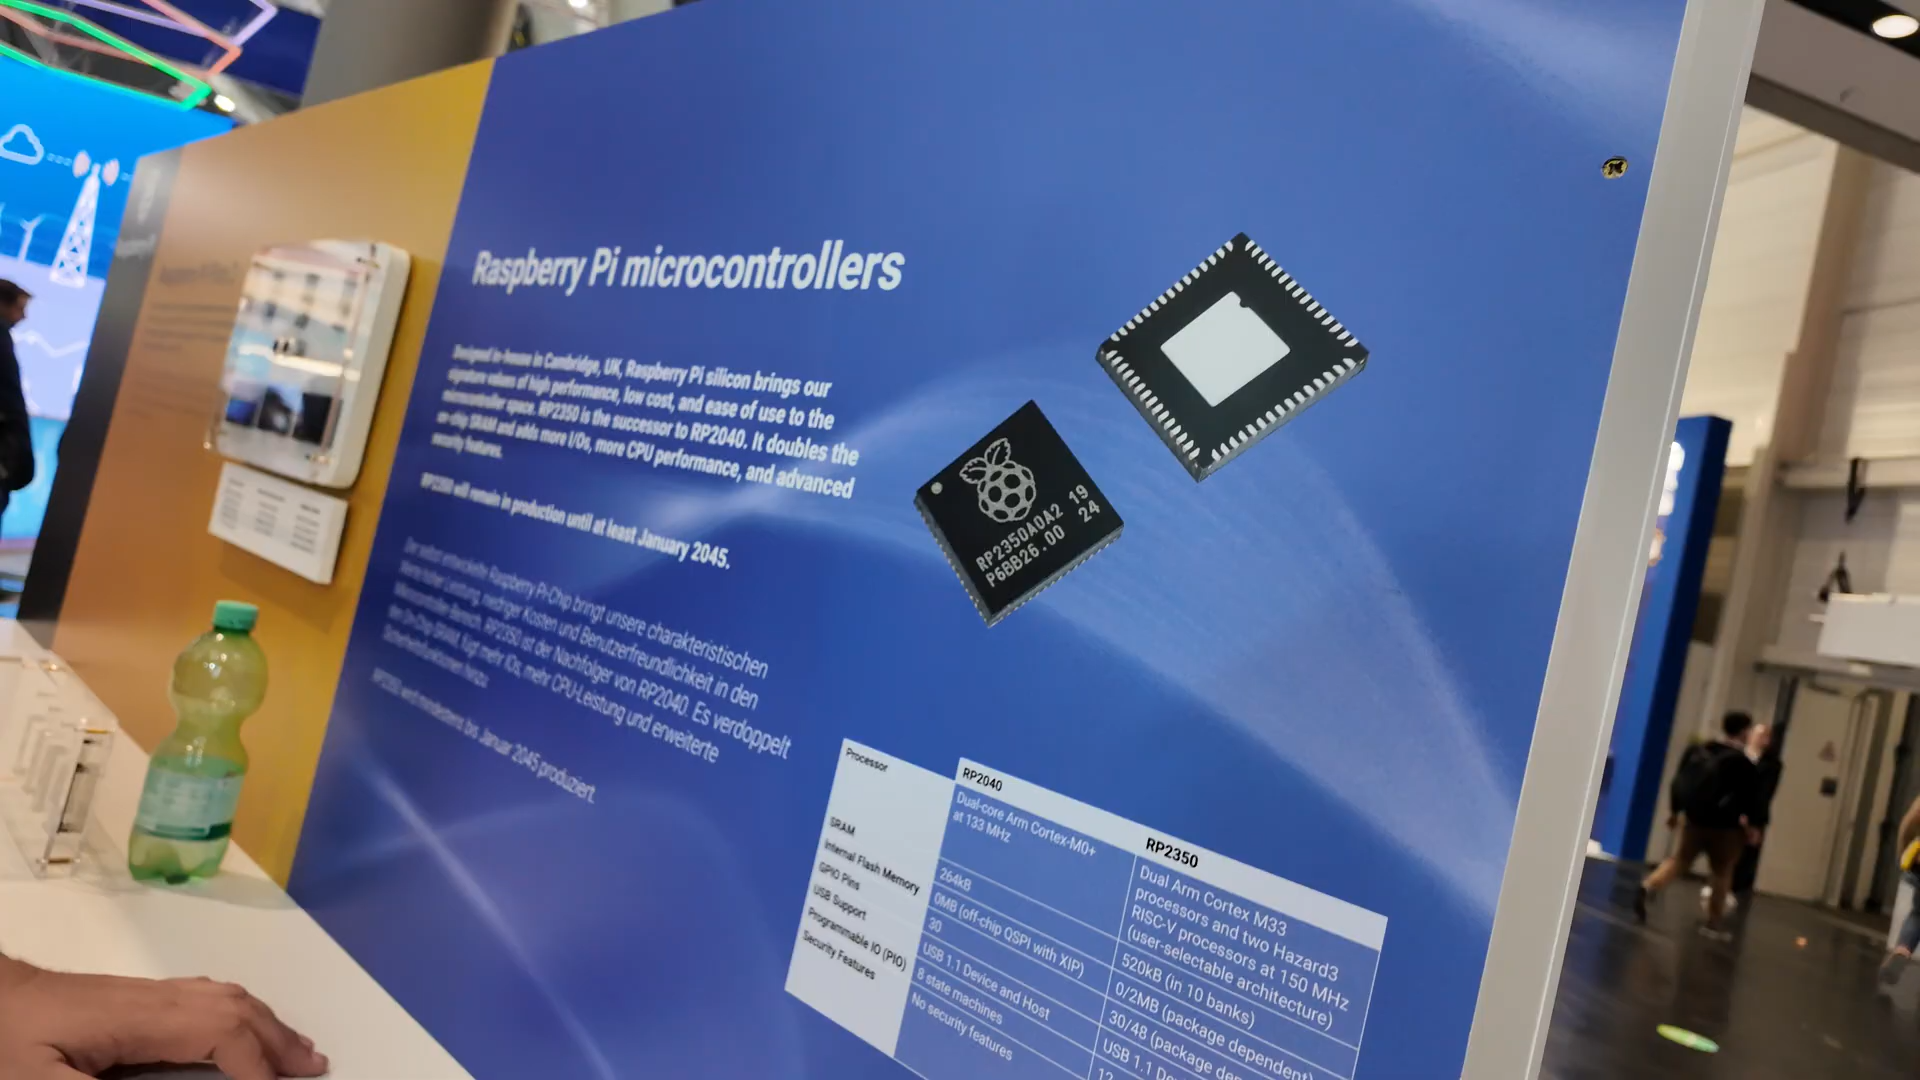 Raspberry Pi microcontrollers
Designed in-house in Cambridge, UK, Raspberry Pi silicon brings our
signature values of high performance, low cost, and ease of use to the
microcontroller space. RP2350 is the successor to RP2040. It doubles the
on-chip SRAM and adds more I/Os, more CPU performance, and advanced
security features.
RP2350 will remain in production until at least January 2045.
Der selbst entwickelte Raspberry Pi-Chip bringt unsere charakteristischen
Werte hoher Leistung, niedriger Kosten und Benutzerfreundlichkeit in den
Mikrocontroller-Bereich. RP2350 ist der Nachfolger von RP2040. Es verdoppelt
den On-Chip SRAM, fügt mehr IOs, mehr CPU-Leistung und erweiterte
Sicherheitsfunktionen hinzu.
RP2350 wird mindestens bis Januar 2045 produziert.
RP2350A0A2 19
P6BB26.00 24
Processor
RP2040
RP2350
Dual-core Arm Cortex-M0+
at 133 MHz
Dual Arm Cortex M33
processors and two Hazard3
RISC-V processors at 150 MHz
(user-selectable architecture)
SRAM
264kB
520kB (in 10 banks)
Internal Flash Memory
0MB (off-chip QSPI with XIP)
0/2MB (package dependent)
GPIO Pins
30
30/48 (package dependent)
USB Support
USB 1.1 Device and Host
USB 1.1
Programmable IO (PIO)
8 state machines
12
Security Features
No security features